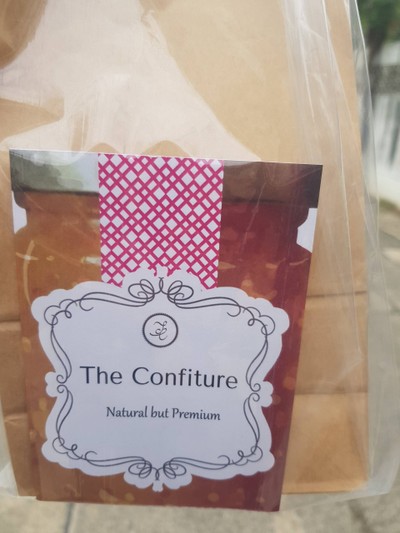 The Confiture
Natural but Premium